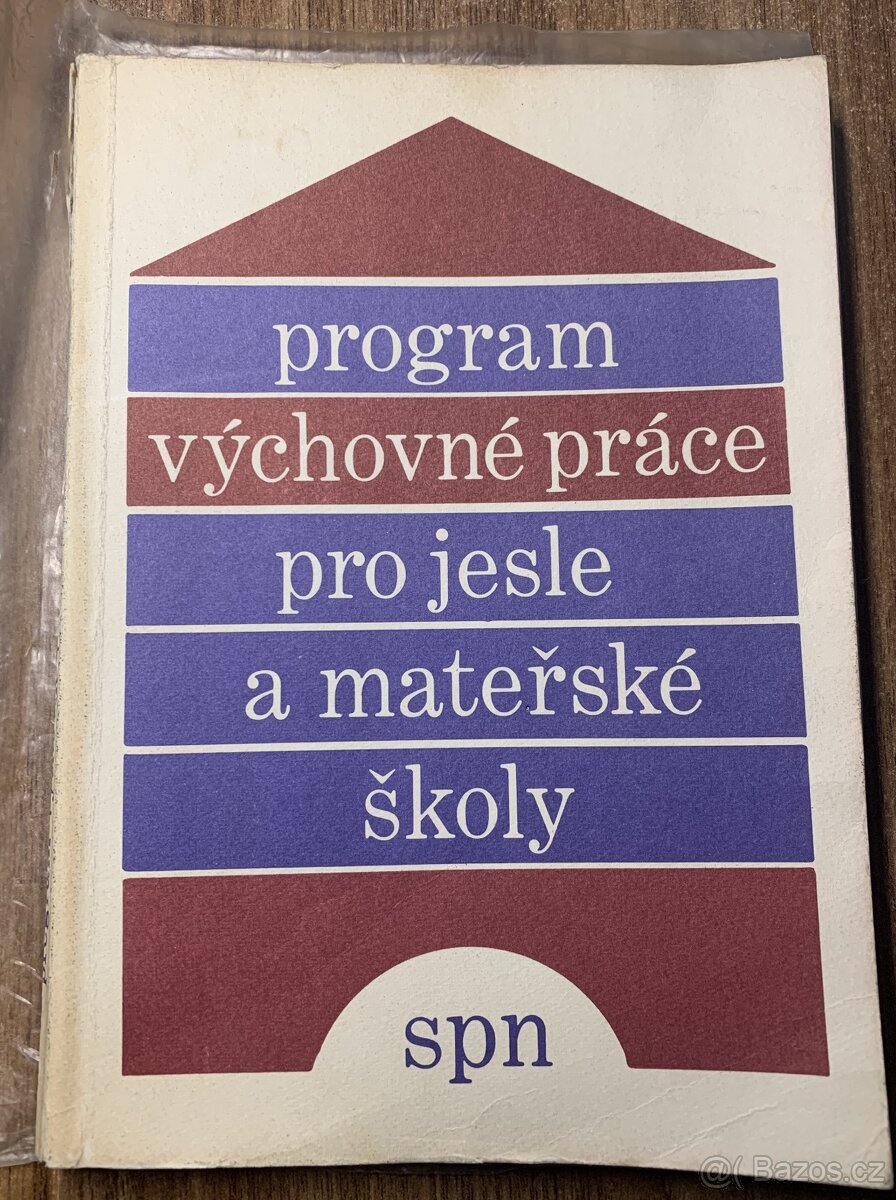 program
výchovné práce
pro jesle
a mateřské
školy
spn
@( Bazos.cz